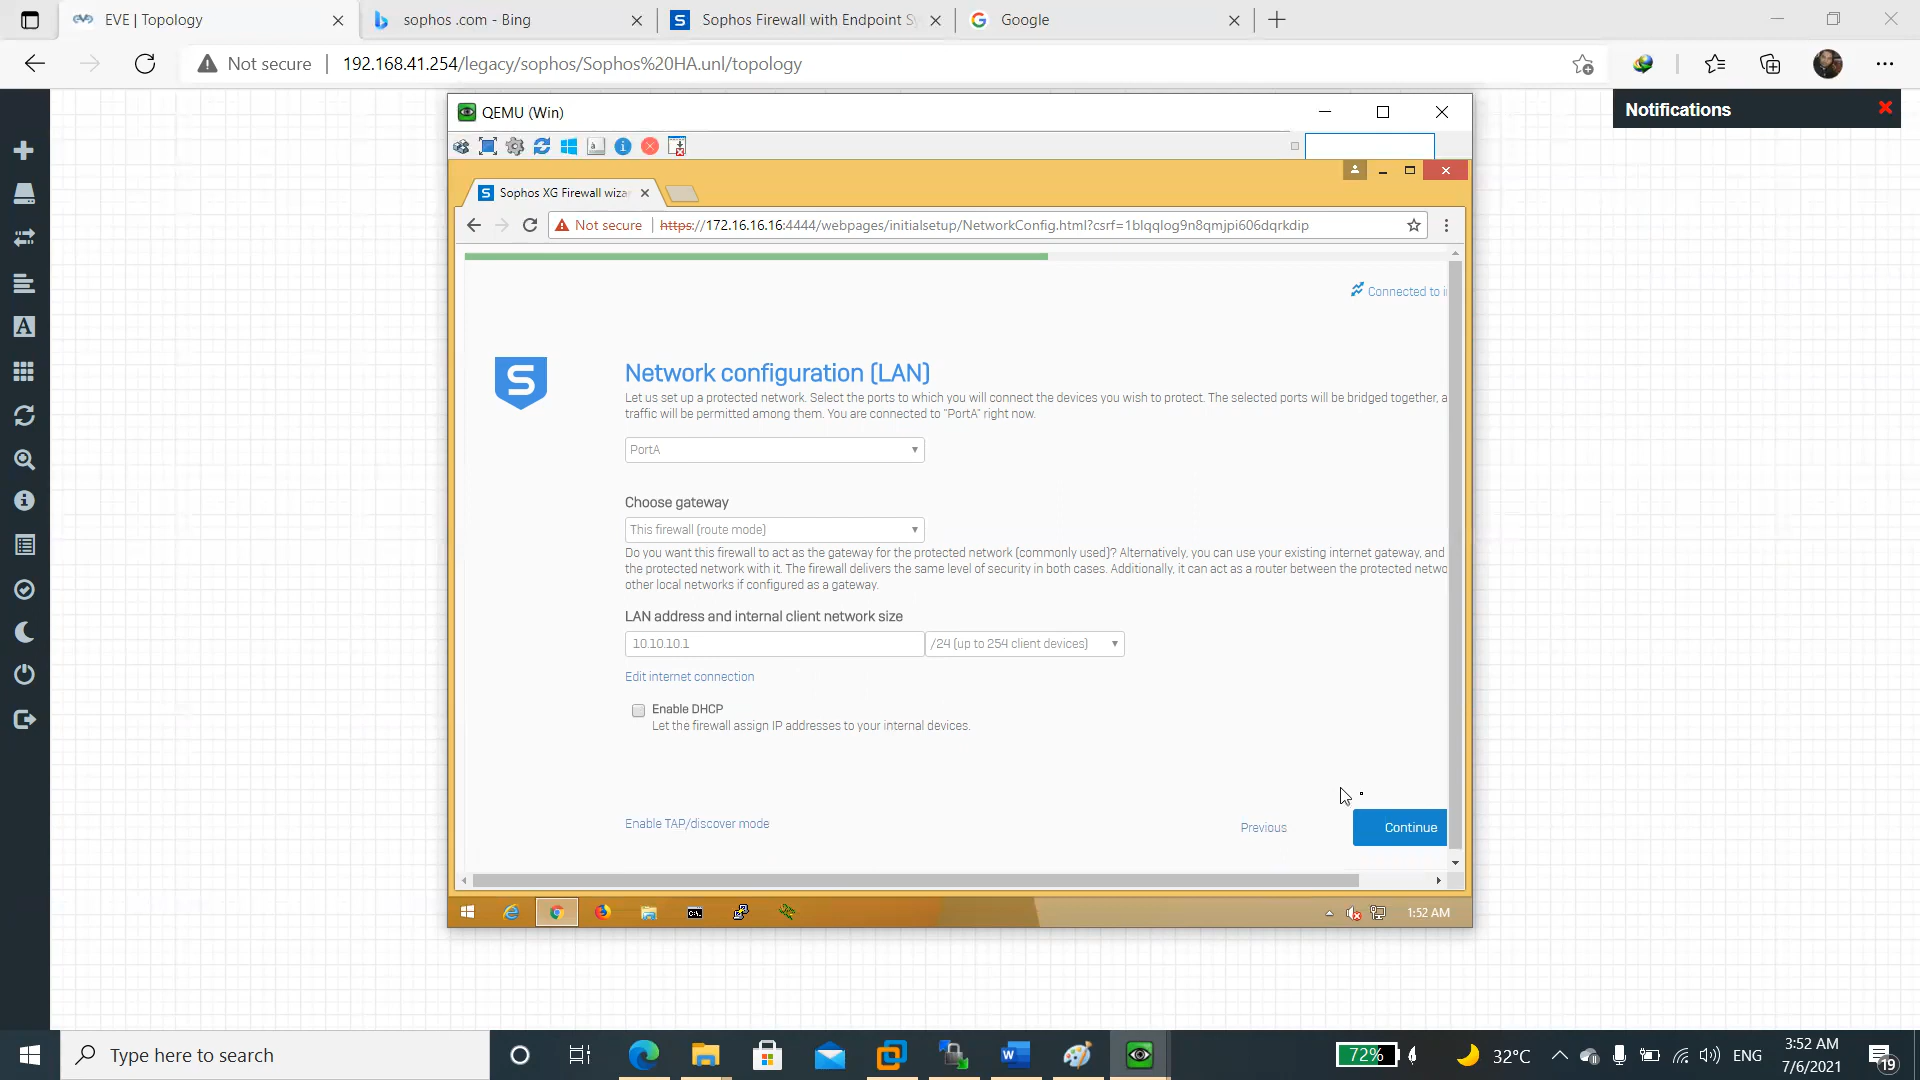 EVE | Topology
sophos .com - Bing
Sophos Firewall with Endpoint S
Google
Not secure
192.168.41.254/legacy/sophos/Sophos%20HA.unl/topology
Notifications
QEMU (Win)
Sophos XG Firewall wiza
Not secure
https://172.16.16.16:4444/webpages/initialsetup/NetworkConfig.html?csrf=1blqqlog9n8qmjpi606dqrkdip
Connected to i
S
Network configuration (LAN)
Let us set up a protected network. Select the ports to which you will connect the devices you wish to protect. The selected ports will be bridged together, a
traffic will be permitted among them. You are connected to "PortA" right now.
PortA
Choose gateway
This firewall (route mode)
Do you want this firewall to act as the gateway for the protected network (commonly used)? Alternatively, you can use your existing internet gateway, and
the protected network with it. The firewall delivers the same level of security in both cases. Additionally, it can act as a router between the protected netwo
other local networks if configured as a gateway.
LAN address and internal client network size
10.10.10.1
/24 (up to 254 client devices)
Edit internet connection
Enable DHCP
Let the firewall assign IP addresses to your internal devices.
Enable TAP/discover mode
Previous
Continue
1:52 AM
Type here to search
72%
32°C
ENG
3:52 AM
7/6/2021
19